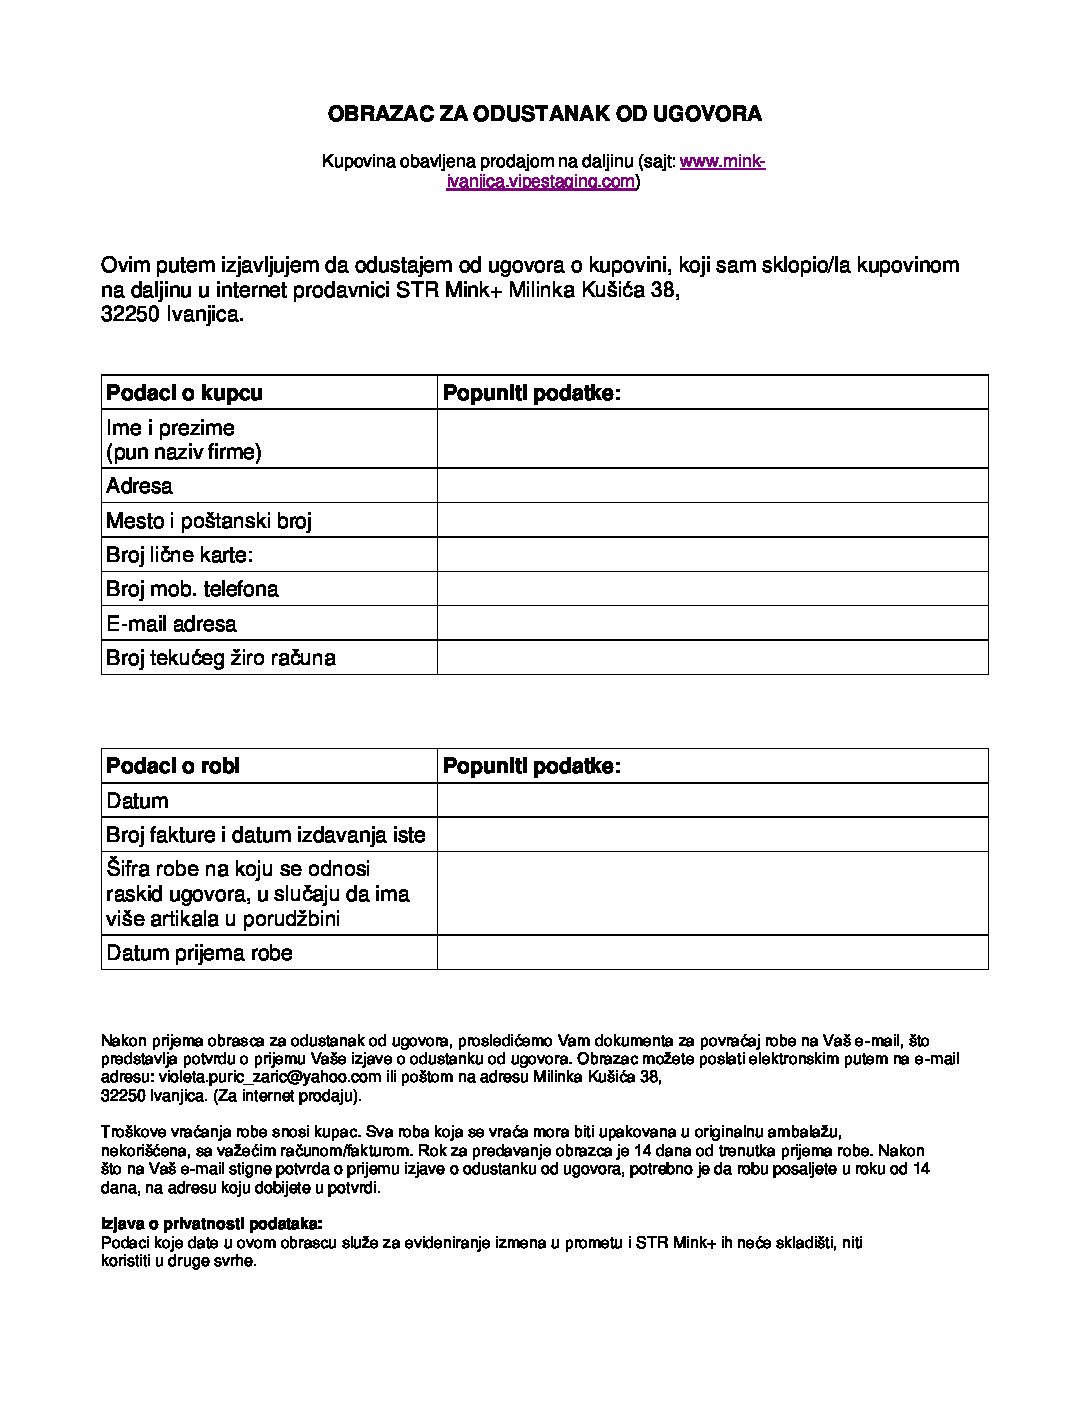 OBRAZAC ZA ODUSTANAK OD UGOVORA
Kupovina obavljena prodajom na daljinu (sajt: www.mink-
ivanjica.vipestaging.com)
Ovim putem izjavljujem da odustajem od ugovora o kupovini, koji sam sklopio/la kupovinom
na daljinu u internet prodavnici STR Mink+ Milinka Kušića 38,
32250 Ivanjica.
Podaci o kupcu
Popuniti podatke:
Ime i prezime
(pun naziv firme)
Adresa
Mesto i poštanski broj
Broj lične karte:
Broj mob. telefona
E-mail adresa
Broj tekućeg žiro računa
Podaci o robi
Popuniti podatke:
Datum
Broj fakture i datum izdavanja iste
Šifra robe na koju se odnosi
raskid ugovora, u slučaju da ima
više artikala u porudžbini
Datum prijema robe
Nakon prijema obrasca za odustanak od ugovora, prosledićemo Vam dokumenta za povraćaj robe na Vaš e-mail, što
predstavlja potvrdu o prijemu Vaše izjave o odustanku od ugovora. Obrazac možete poslati elektronskim putem na e-mail
adresu: violeta.puric_zaric@yahoo.com ili poštom na adresu Milinka Kušića 38,
32250 Ivanjica. (Za internet prodaju).
Troškove vraćanja robe snosi kupac. Sva roba koja se vraća mora biti upakovana u originalnu ambalažu,
nekorišćena, sa važećim računom/fakturom. Rok za predavanje obrazca je 14 dana od trenutka prijema robe. Nakon
što na Vaš e-mail stigne potvrda o prijemu izjave o odustanku od ugovora, potrebno je da robu posaljete u roku od 14
dana, na adresu koju dobijete u potvrdi.
Izjava o privatnosti podataka:
Podaci koje date u ovom obrascu služe za evideniranje izmena u prometu i STR Mink+ ih neće skladišti, niti
koristiti u druge svrhe.